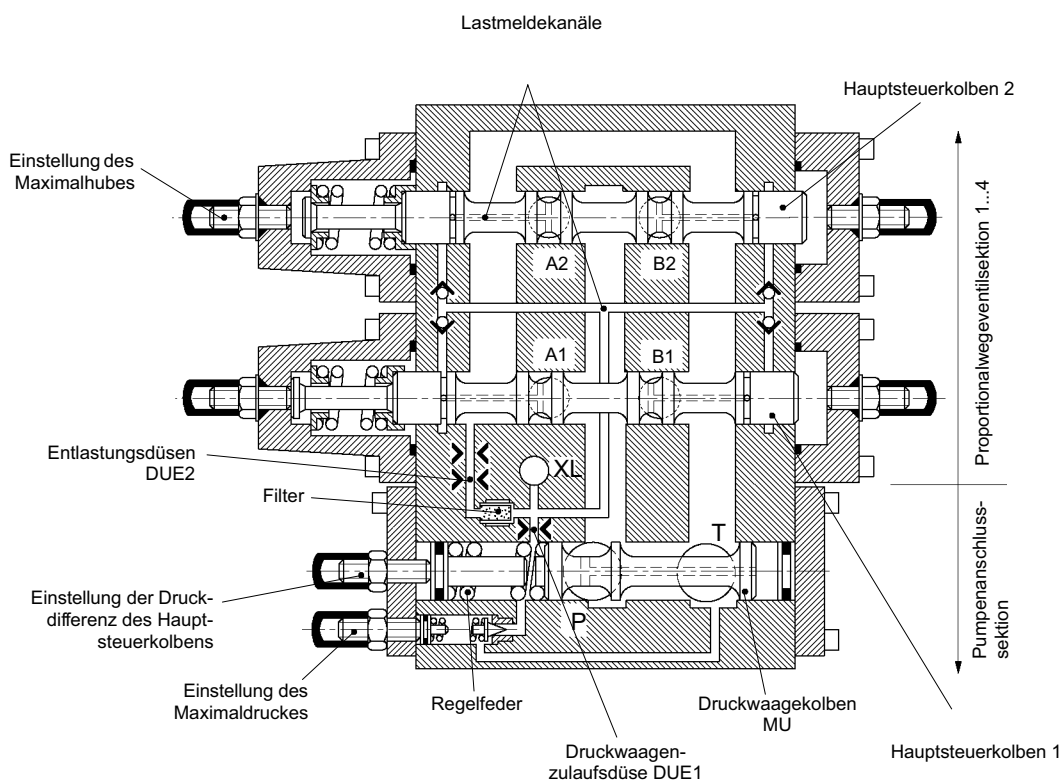 Lastmeldekanäle
Hauptsteuerkolben 2
Einstellung des
Maximalhubes
Proportionalwegeventilsektion 1...4
A2
B2
A1
B1
Entlastungsdüsen
DUE2
XL
Filter
T
Pumpenanschluss-
sektion
Einstellung der Druck-
differenz des Haupt-
steuerkolbens
P
Einstellung des
Maximaldruckes
Regelfeder
Druckwaagekolben
MU
Druckwaagen-
zulaufsdüse DUE1
Hauptsteuerkolben 1